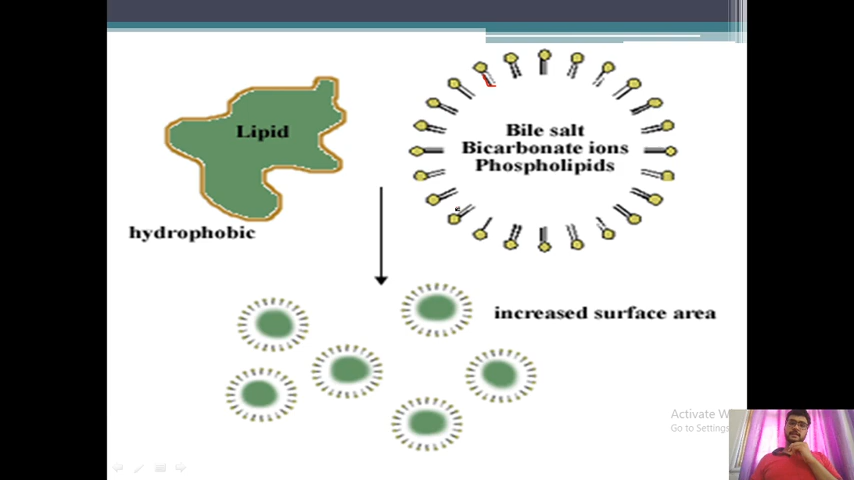 Lipid
hydrophobic
Bile salt
Bicarbonate ions
Phospholipids
increased surface area
Activate W
Go to Settings